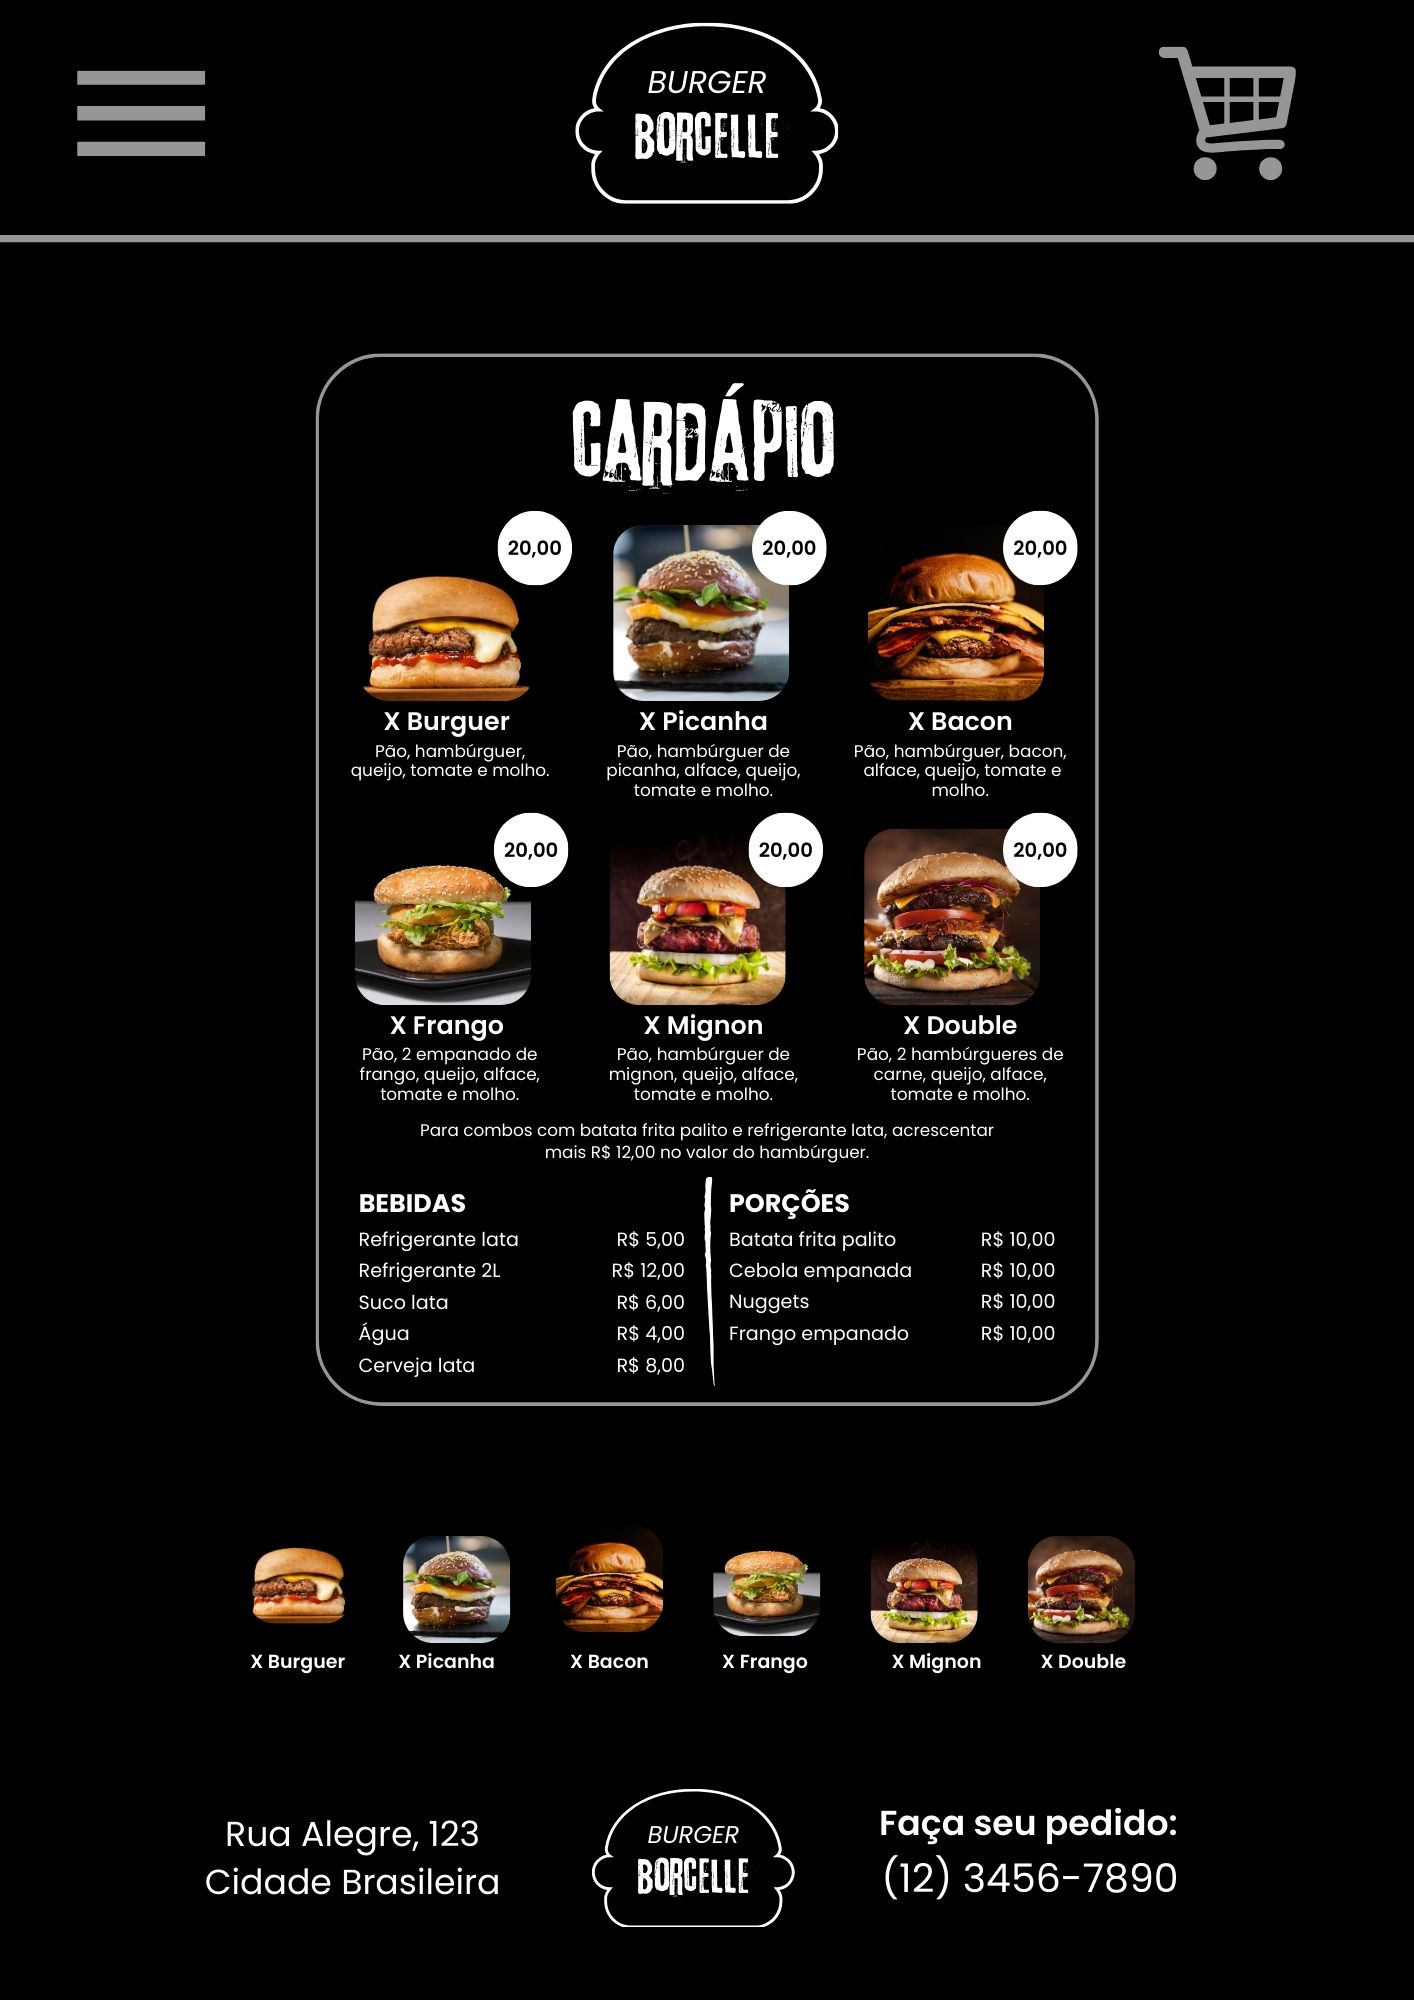 BURGER
BORCELLE
CARDÁPIO
20,00
20,00
20,00
X Burguer
X Picanha
X Bacon
Pão, hambúrguer,
queijo, tomate e molho.
Pão, hambúrguer de
picanha, alface, queijo,
tomate e molho.
Pão, hambúrguer, bacon,
alface, queijo, tomate e
molho.
20,00
20,00
20,00
X Frango
X Mignon
X Double
Pão, 2 empanado de
frango, queijo, alface,
tomate e molho.
Pão, hambúrguer de
mignon, queijo, alface,
tomate e molho.
Pão, 2 hambúrgueres de
carne, queijo, alface,
tomate e molho.
Para combos com batata frita palito e refrigerante lata, acrescentar
mais R$ 12,00 no valor do hambúrguer.
BEBIDAS
Refrigerante lata R$ 5,00
Refrigerante 2L R$ 12,00
Suco lata R$ 6,00
Água R$ 4,00
Cerveja lata R$ 8,00
PORÇÕES
Batata frita palito R$ 10,00
Cebola empanada R$ 10,00
Nuggets R$ 10,00
Frango empanado R$ 10,00
X Burguer
X Picanha
X Bacon
X Frango
X Mignon
X Double
Rua Alegre, 123
Cidade Brasileira
BURGER
BORCELLE
Faça seu pedido:
(12) 3456-7890